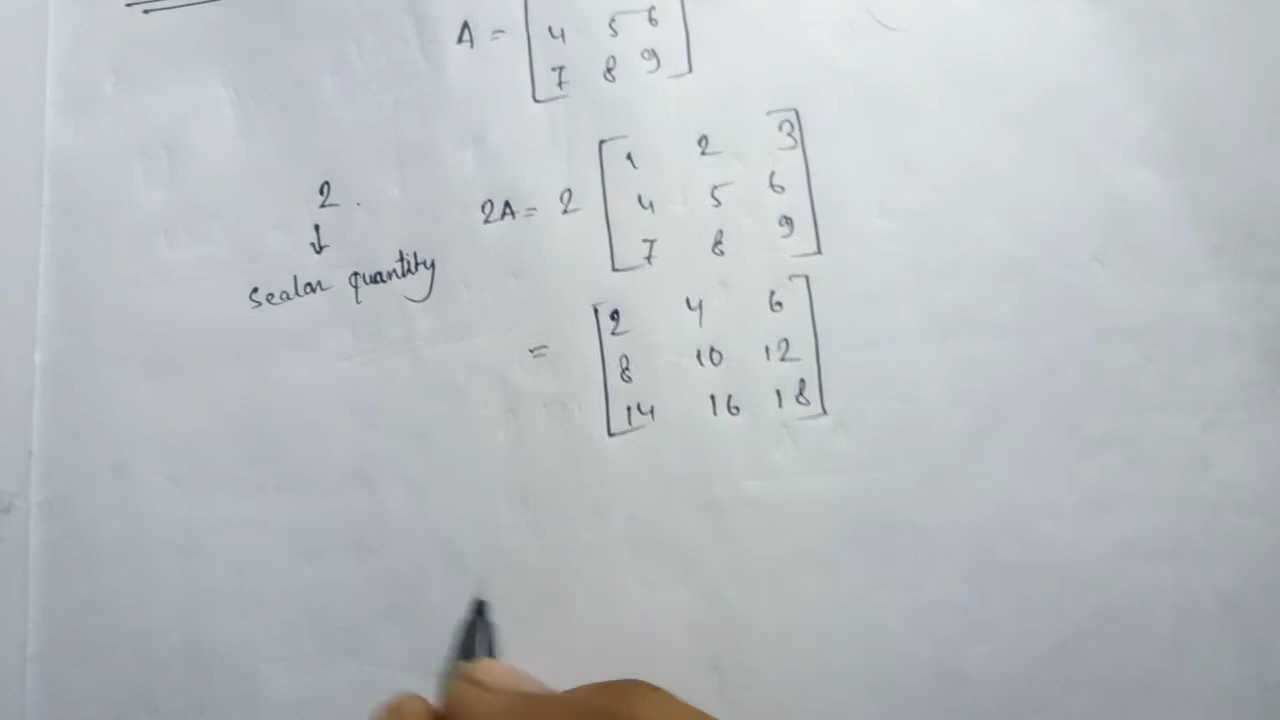 A = [ 4 5 6
7 8 9 ]
1 2 3
2A = 2 [ 4 5 6 ]
7 8 9
2 .
↓
scalar quantity
2 4 6
= [ 8 10 12 ]
14 16 18